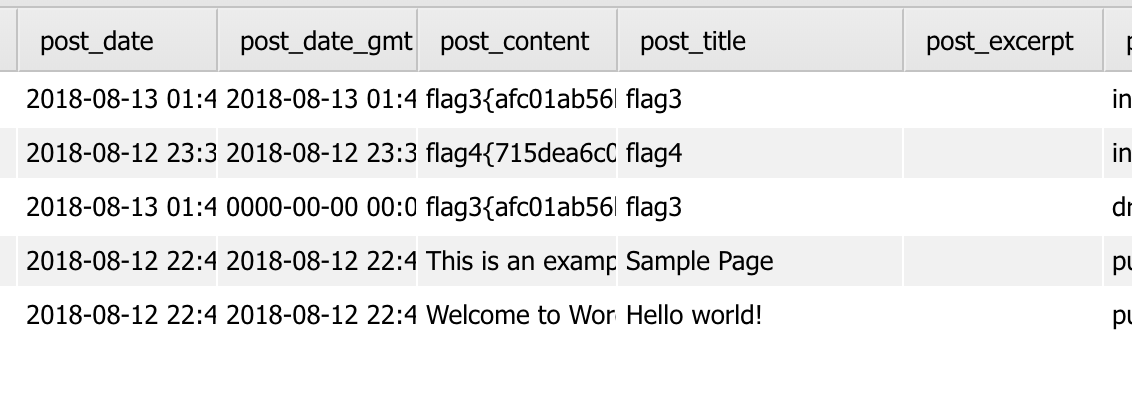 post_date post_date_gmt post_content post_title post_excerpt
2018-08-13 01:4 2018-08-13 01:4 flag3{afc01ab56 flag3 in
2018-08-12 23:3 2018-08-12 23:3 flag4{715dea6c0 flag4 in
2018-08-13 01:4 0000-00-00 00:0 flag3{afc01ab56 flag3 dr
2018-08-12 22:4 2018-08-12 22:4 This is an examp Sample Page pu
2018-08-12 22:4 2018-08-12 22:4 Welcome to Wor Hello world! pu